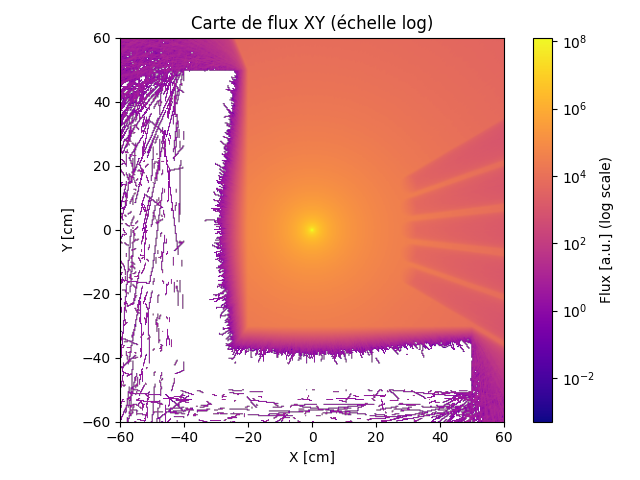 Carte de flux XY (échelle log)
60
40
20
0
−20
−40
−60
Y [cm]
−60 −40 −20 0 20 40 60
X [cm]
10^8
10^6
10^4
10^2
10^0
10^−2
Flux [a.u.] (log scale)